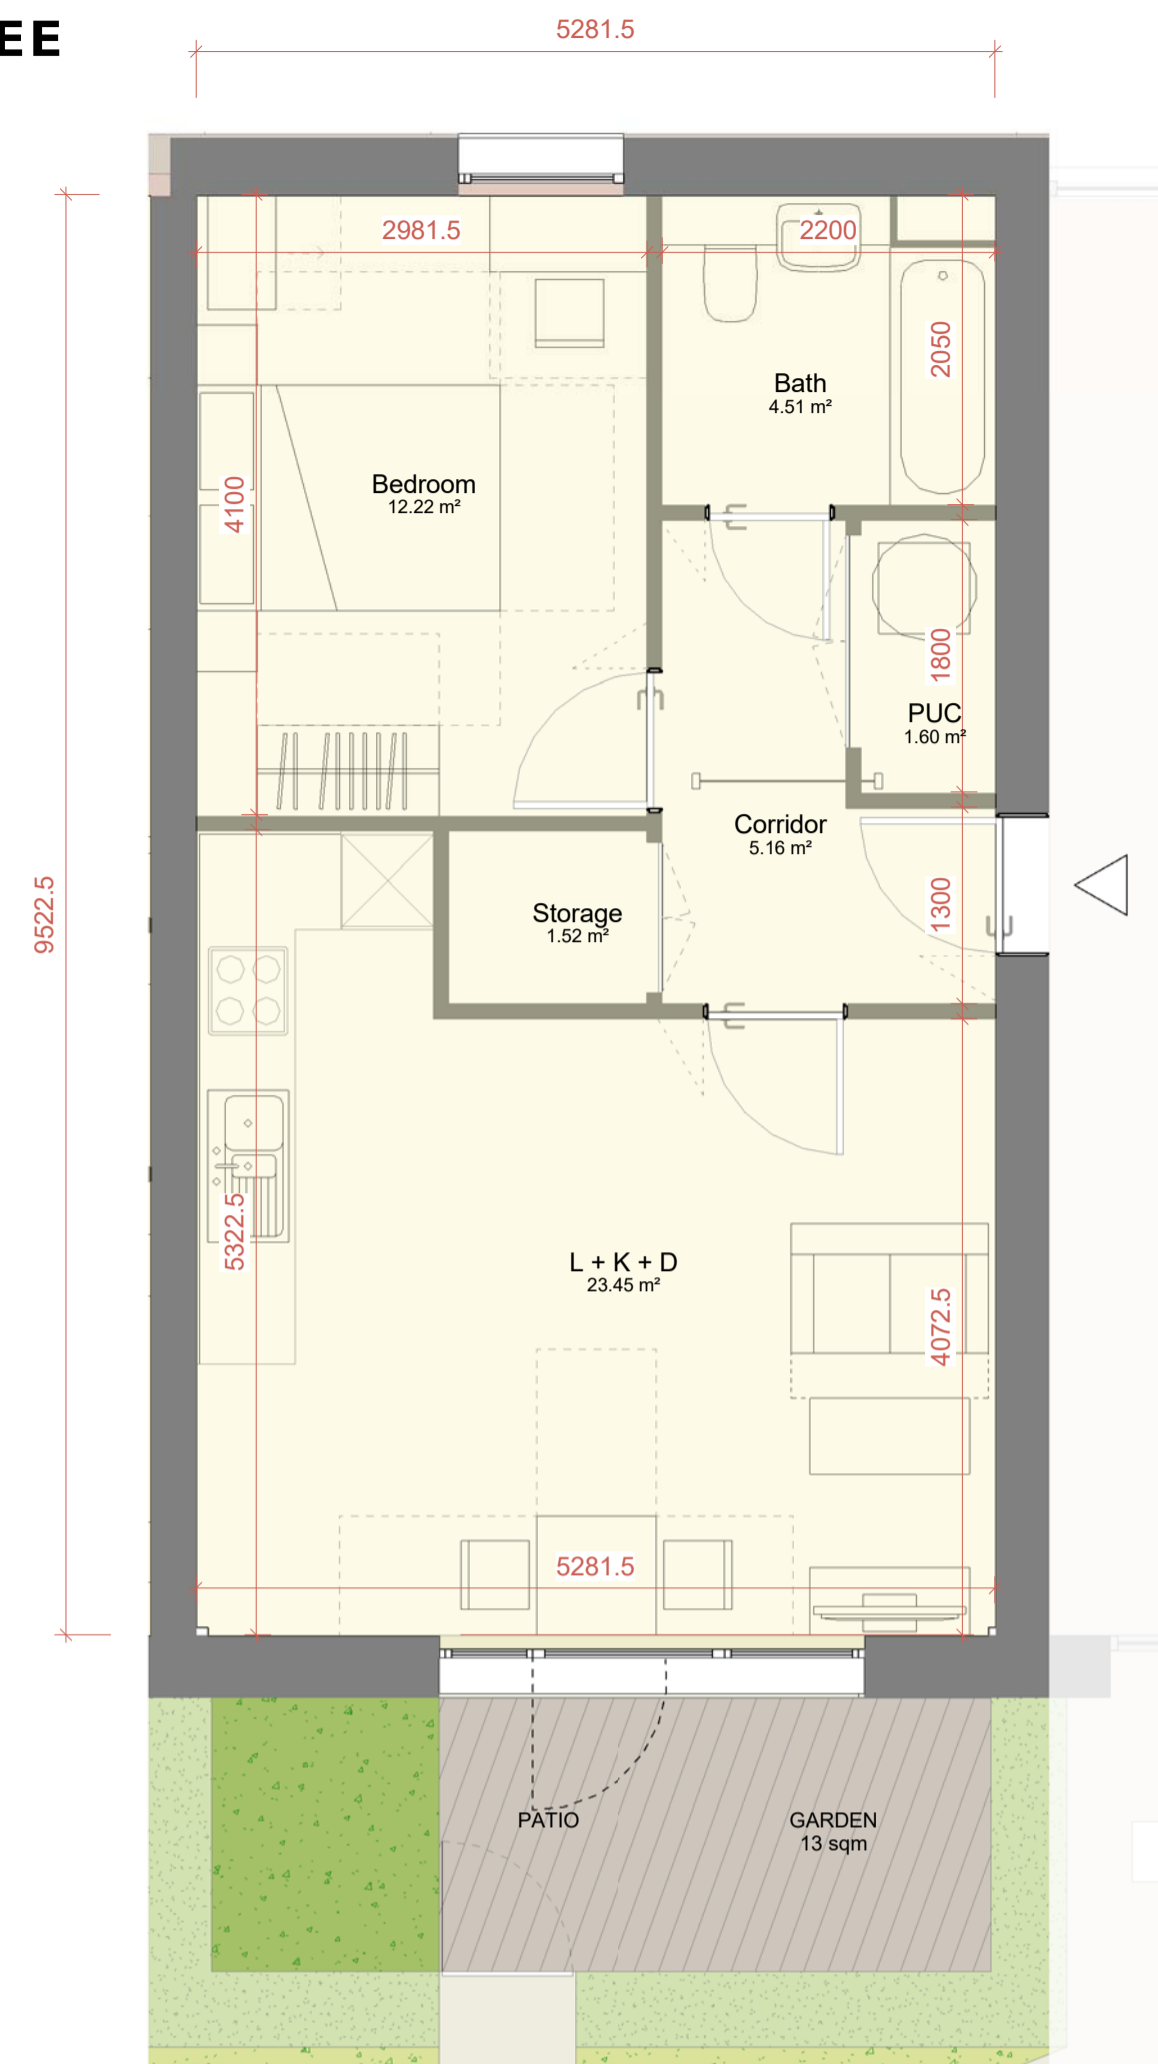 EE
5281.5
2981.5
2200
2050
Bath
4.51 m²
Bedroom
12.22 m²
4100
1800
PUC
1.60 m²
Corridor
5.16 m²
9522.5
Storage
1.52 m²
1300
5322.5
L + K + D
23.45 m²
4072.5
5281.5
PATIO
GARDEN
13 sqm